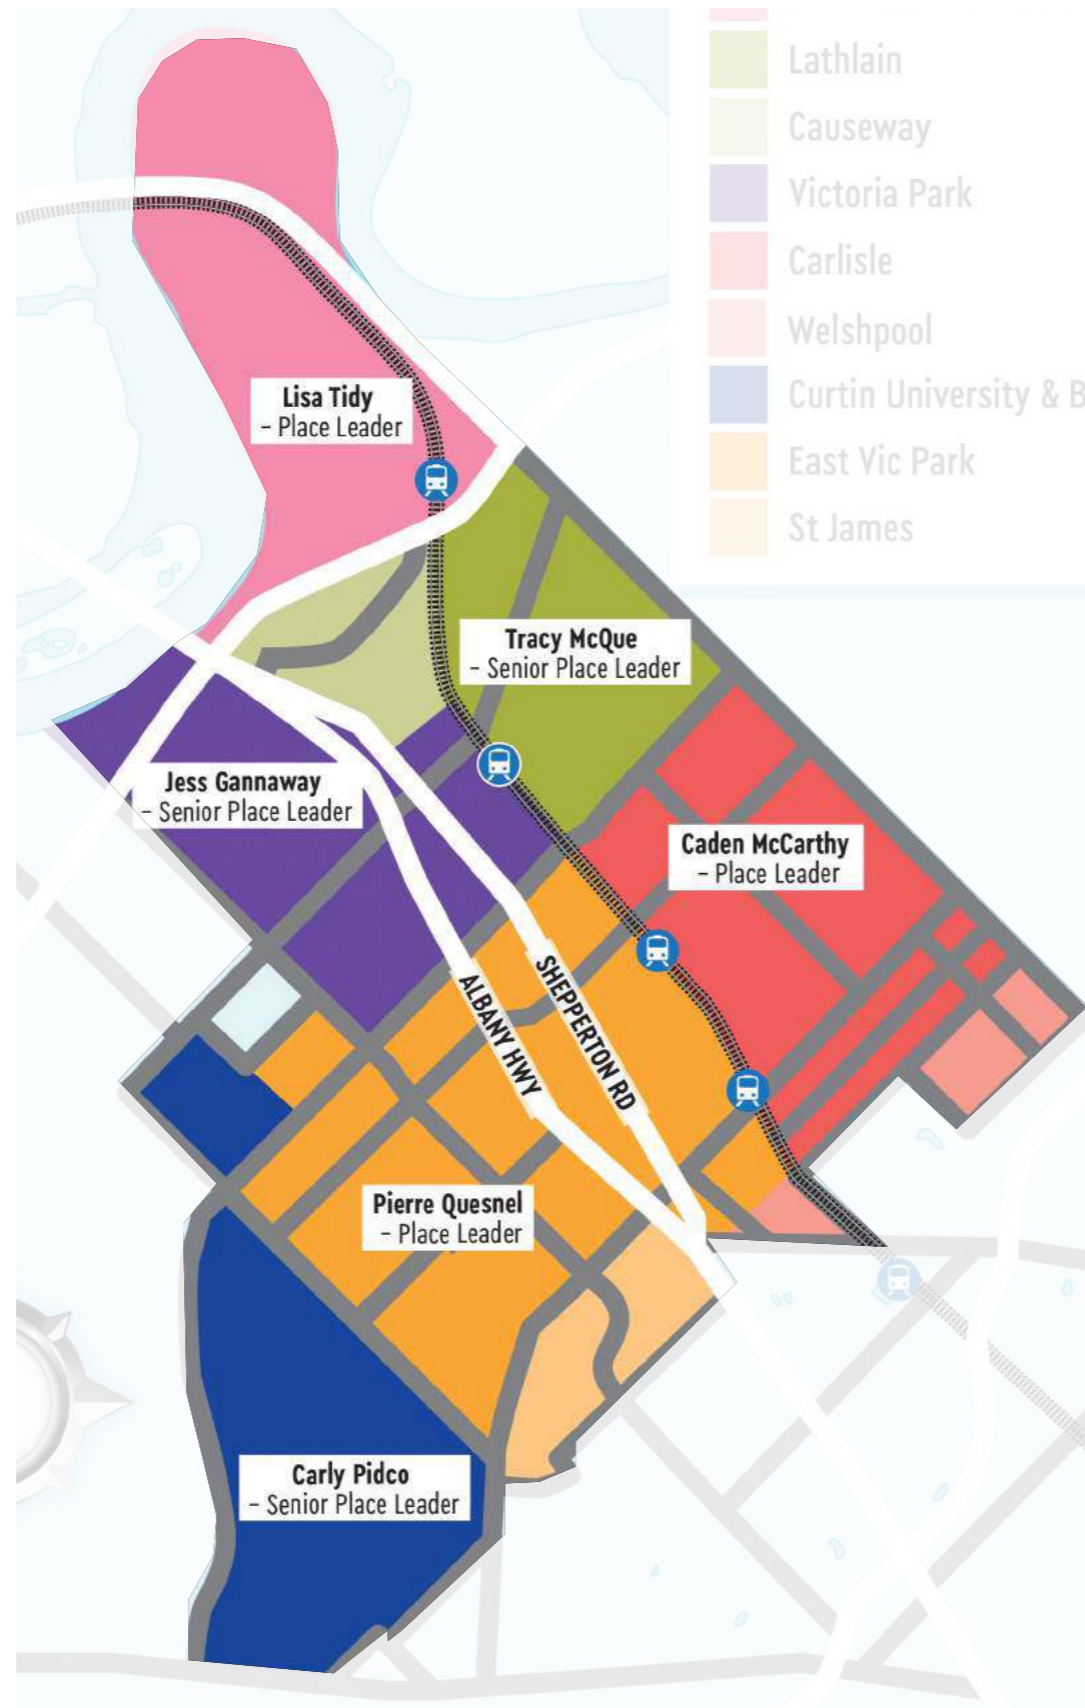 Lathlain
Causeway
Victoria Park
Carlisle
Welshpool
Curtin University & B
East Vic Park
St James
Lisa Tidy
– Place Leader
Tracy McQue
– Senior Place Leader
Jess Gannaway
– Senior Place Leader
Caden McCarthy
– Place Leader
SHEPPERTON RD
ALBANY HWY
Pierre Quesnel
– Place Leader
Carly Pidco
– Senior Place Leader